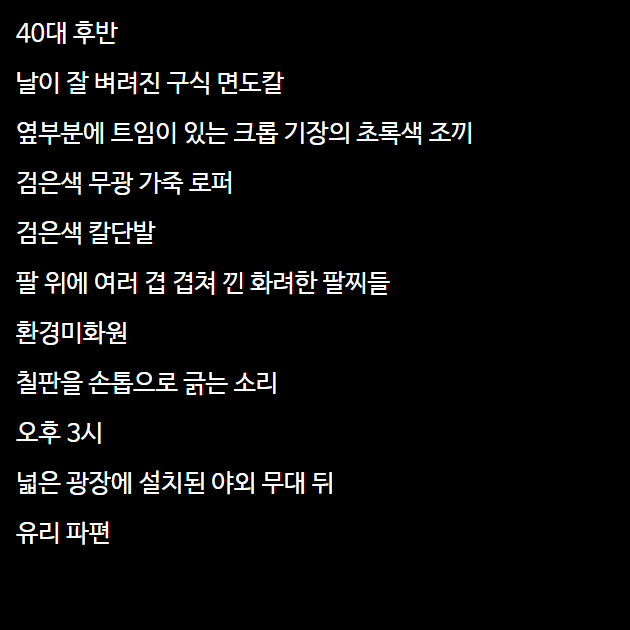 40대 후반
날이 잘 벼려진 구식 면도칼
옆부분에 트임이 있는 크롭 기장의 초록색 조끼
검은색 무광 가죽 로퍼
검은색 칼단발
팔 위에 여러 겹 겹쳐 낀 화려한 팔찌들
환경미화원
칠판을 손톱으로 긁는 소리
오후 3시
넓은 광장에 설치된 야외 무대 뒤
유리 파편